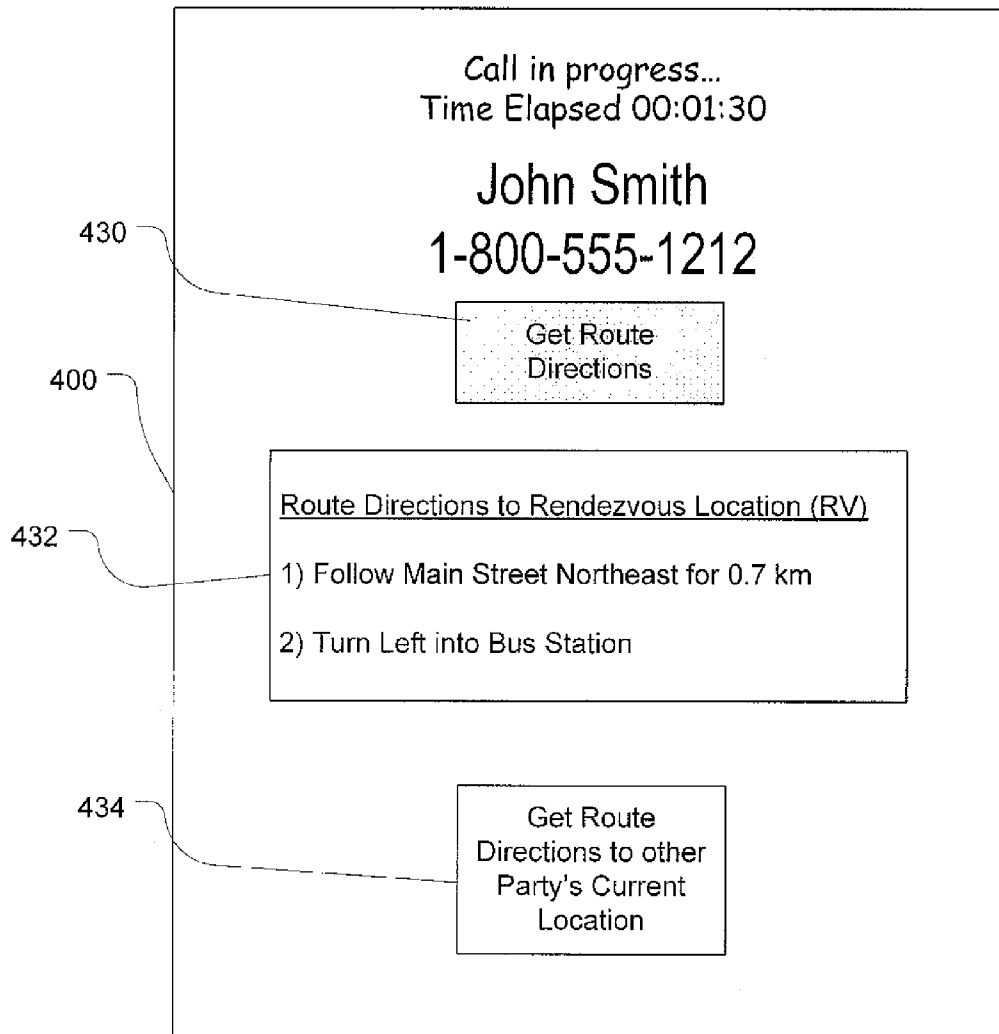 Call in progress...
Time Elapsed 00:01:30
John Smith
1-800-555-1212
430
Get Route
Directions
400
Route Directions to Rendezvous Location (RV)
432
1) Follow Main Street Northeast for 0.7 km
2) Turn Left into Bus Station
434
Get Route
Directions to other
Party's Current
Location